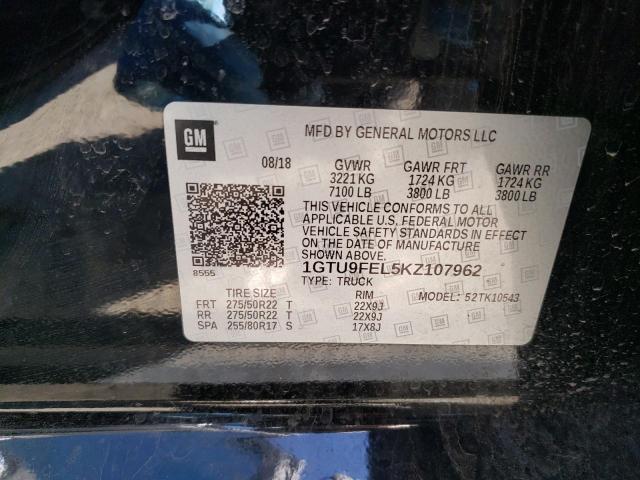 GM
MFD BY GENERAL MOTORS LLC
08/18 GVWR GAWR FRT GAWR RR
3221 KG 1724 KG 1724 KG
7100 LB 3800 LB 3800 LB
THIS VEHICLE CONFORMS TO ALL
APPLICABLE U.S. FEDERAL MOTOR
VEHICLE SAFETY STANDARDS IN EFFECT
ON THE DATE OF MANUFACTURE
SHOWN ABOVE.
8555
1GTU9FEL5KZ107962
TYPE: TRUCK MODEL: 52TK10543
TIRE SIZE RIM
FRT 275/50R22 T 22X9J
RR 275/50R22 T 22X9J
SPA 255/80R17 S 17X8J